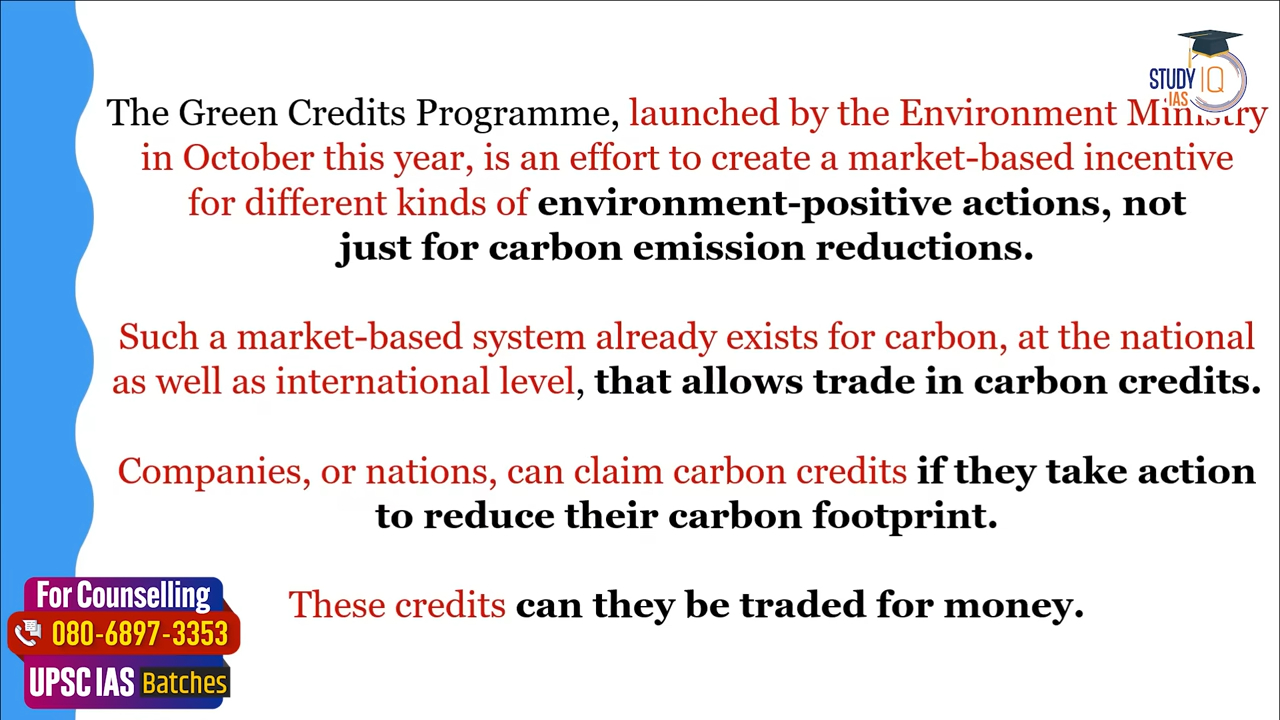 STUDY IQ
IAS
The Green Credits Programme, launched by the Environment Ministry
in October this year, is an effort to create a market-based incentive
for different kinds of environment-positive actions, not
just for carbon emission reductions.
Such a market-based system already exists for carbon, at the national
as well as international level, that allows trade in carbon credits.
Companies, or nations, can claim carbon credits if they take action
to reduce their carbon footprint.
These credits can they be traded for money.
For Counselling
080-6897-3353
UPSC IAS Batches